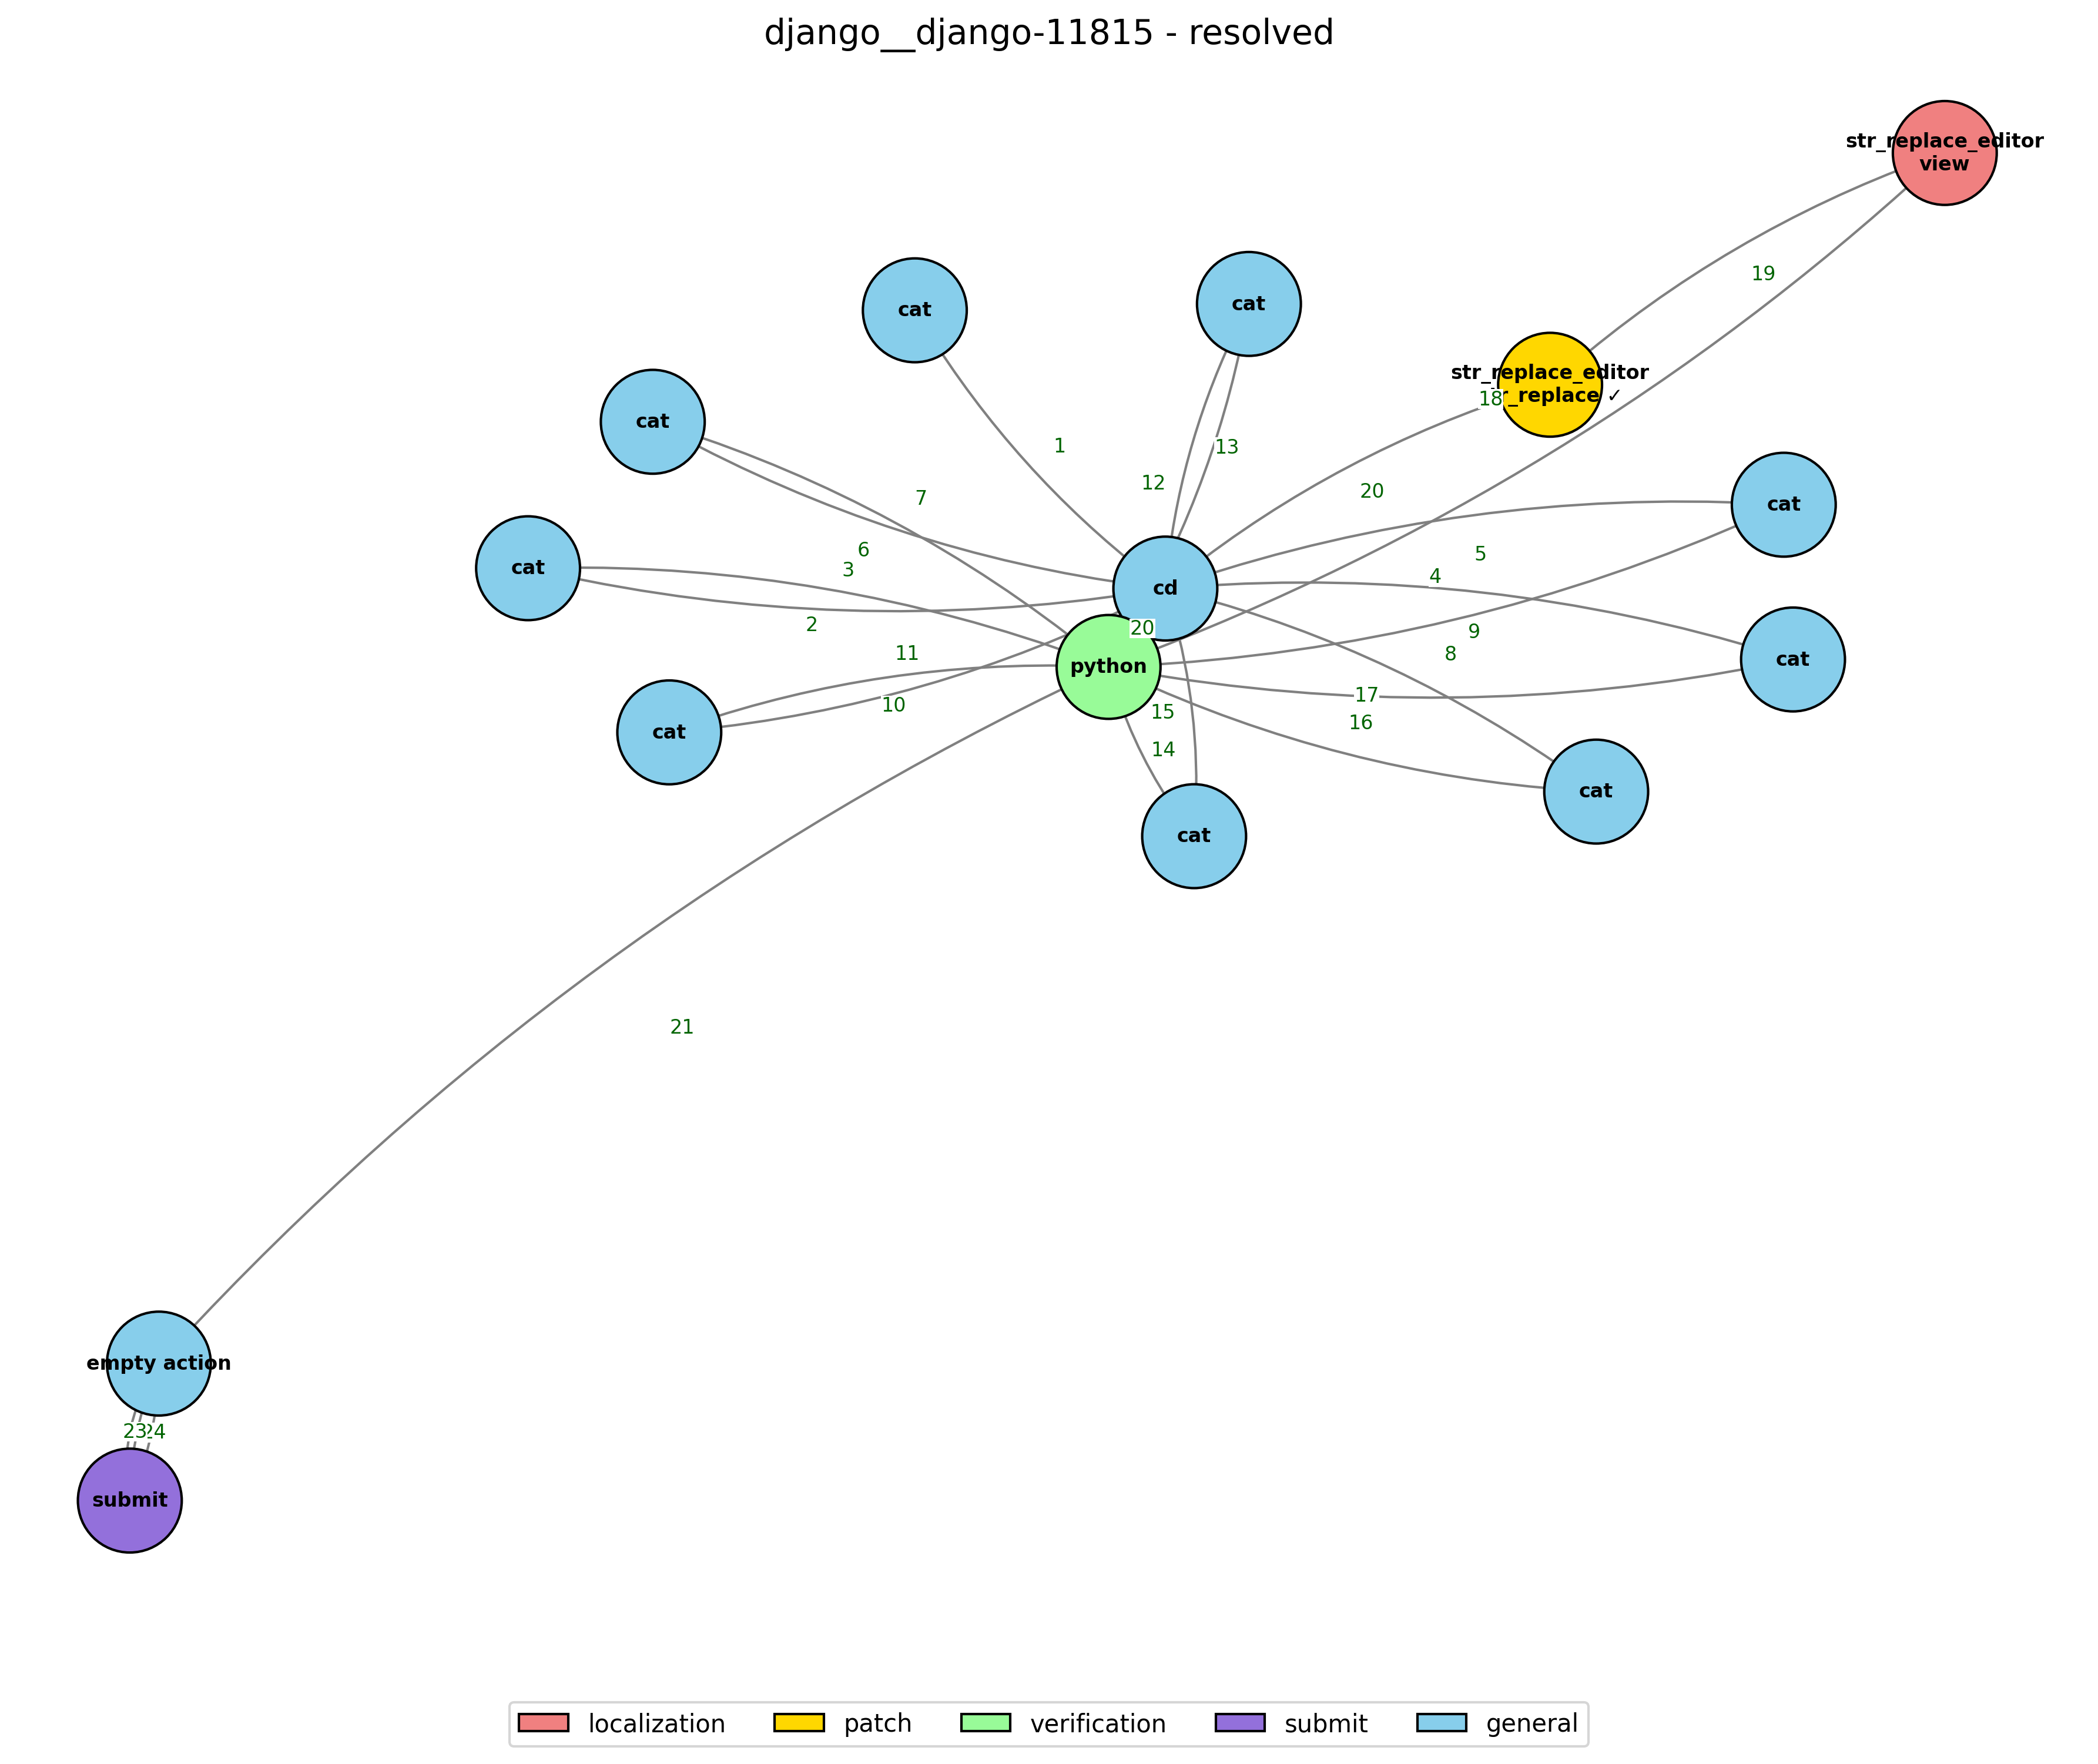 django__django-11815 - resolved
str_replace_editor
view
19
cat
cat
str_replace_editor
r_replace ✓
18
cat
1
13
12
20
cat
7
5
6
3
4
cat
cd
2
20
9
11
8
cat
python
17
10
15
16
cat
14
cat
cat
21
empty action
23
24
submit
localization
patch
verification
submit
general